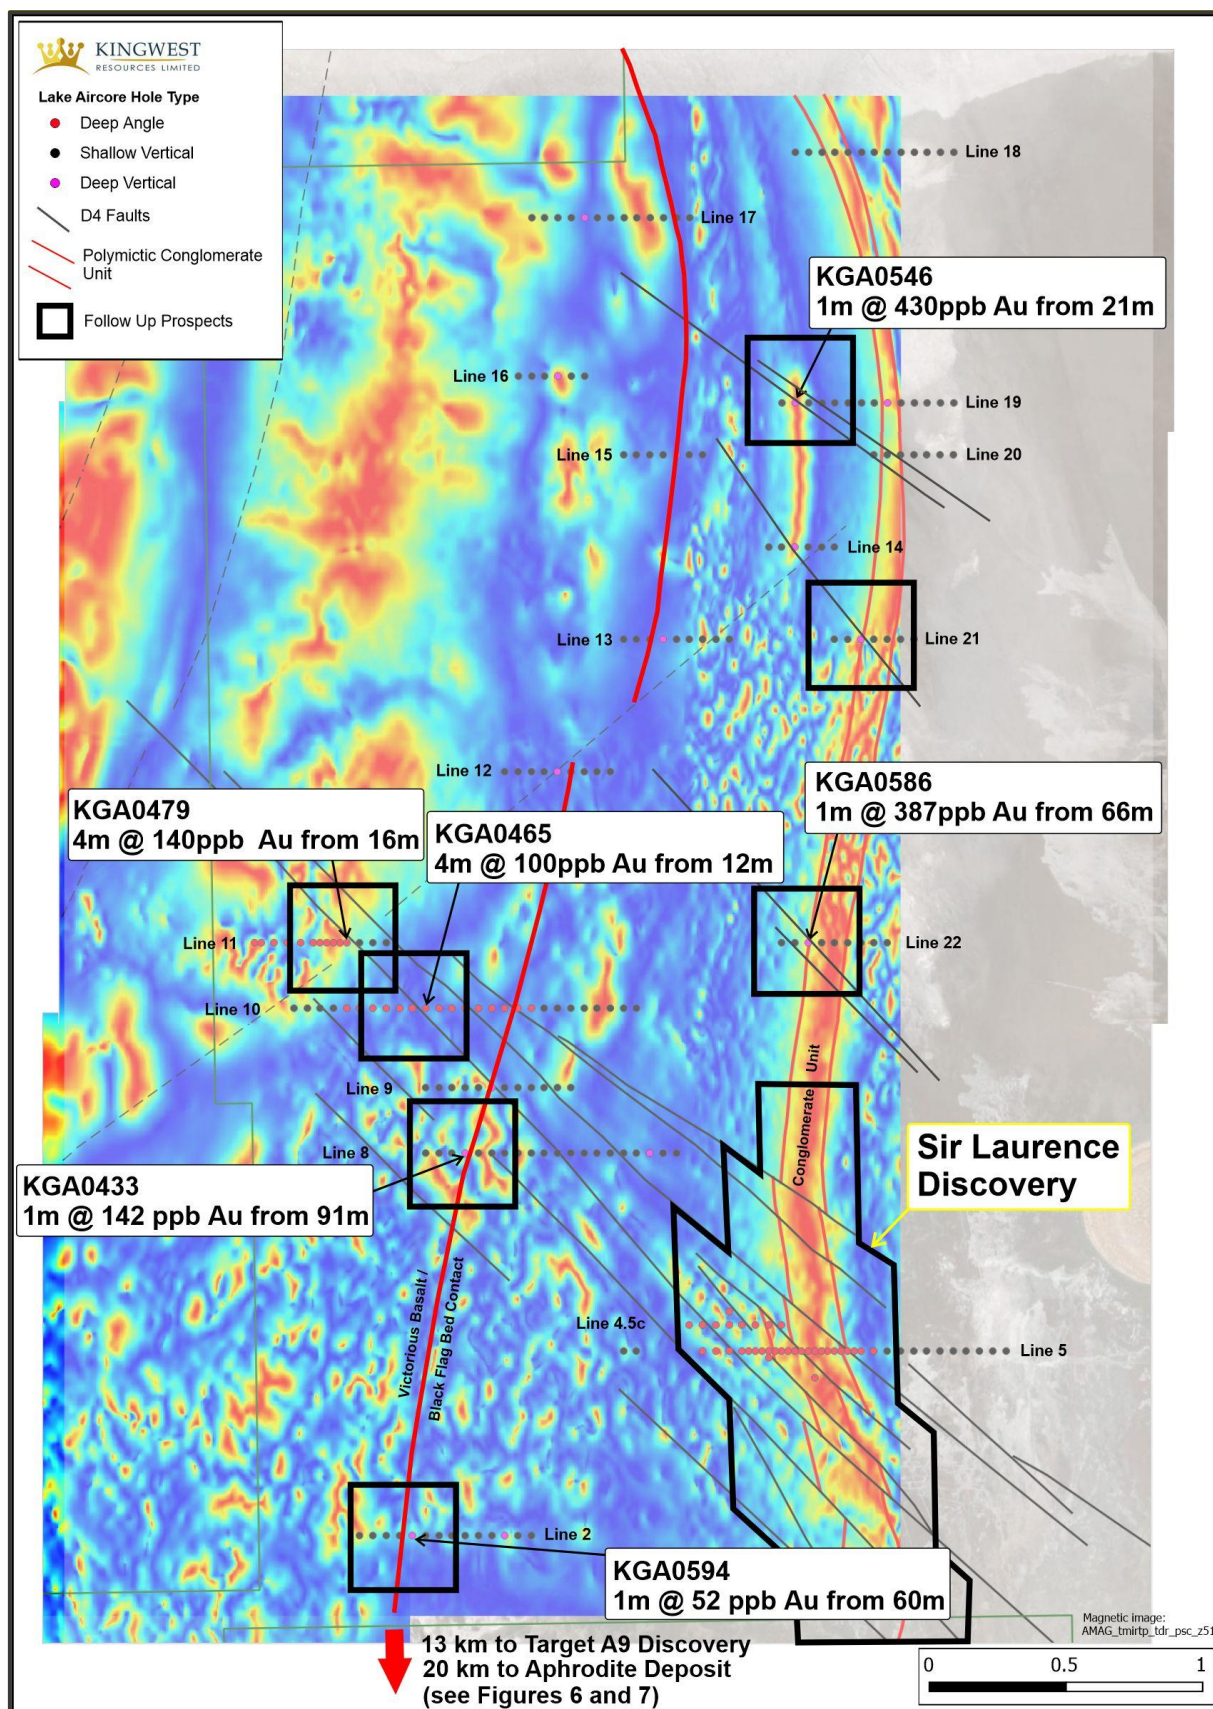 KINGWEST
RESOURCES LIMITED
Lake Aircore Hole Type
Deep Angle
Shallow Vertical
Deep Vertical
D4 Faults
Polymictic Conglomerate
Unit
Follow Up Prospects
Line 18
Line 17
KGA0546
1m @ 430ppb Au from 21m
Line 16
Line 19
Line 15
Line 20
Line 14
Line 13
Line 21
Line 12
KGA0586
1m @ 387ppb Au from 66m
KGA0479
4m @ 140ppb Au from 16m
KGA0465
4m @ 100ppb Au from 12m
Line 11
Line 22
Line 10
Conglomerate Unit
Line 9
Line 8
Sir Laurence
Discovery
KGA0433
1m @ 142 ppb Au from 91m
Victorious Basalt /
Black Flag Bed Contact
Line 4.5c
Line 5
Line 2
KGA0594
1m @ 52 ppb Au from 60m
13 km to Target A9 Discovery
20 km to Aphrodite Deposit
(see Figures 6 and 7)
Magnetic image:
AMAG_tmirtp_tdr_psc_z51
0 0.5 1